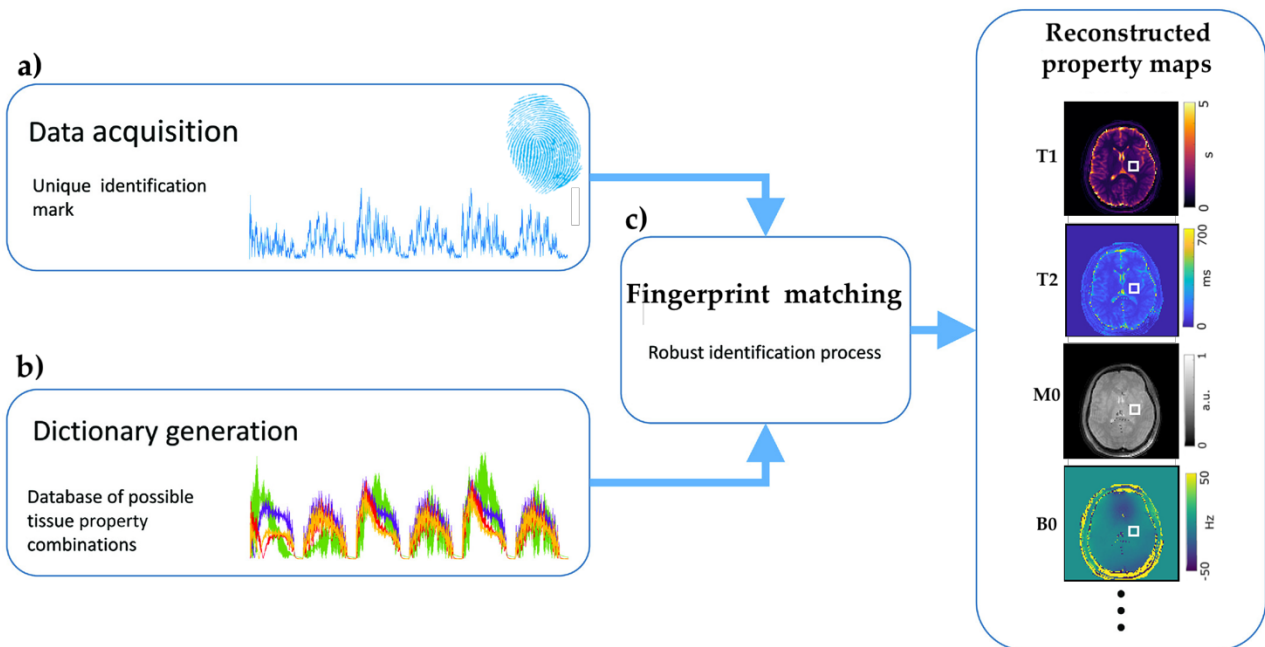 a)
Data acquisition
Unique identification
mark
b)
Dictionary generation
Database of possible
tissue property
combinations
c)
Fingerprint matching
Robust identification process
Reconstructed
property maps
T1
5
s
0
T2
700
ms
0
M0
1
a.u.
0
B0
50
Hz
-50